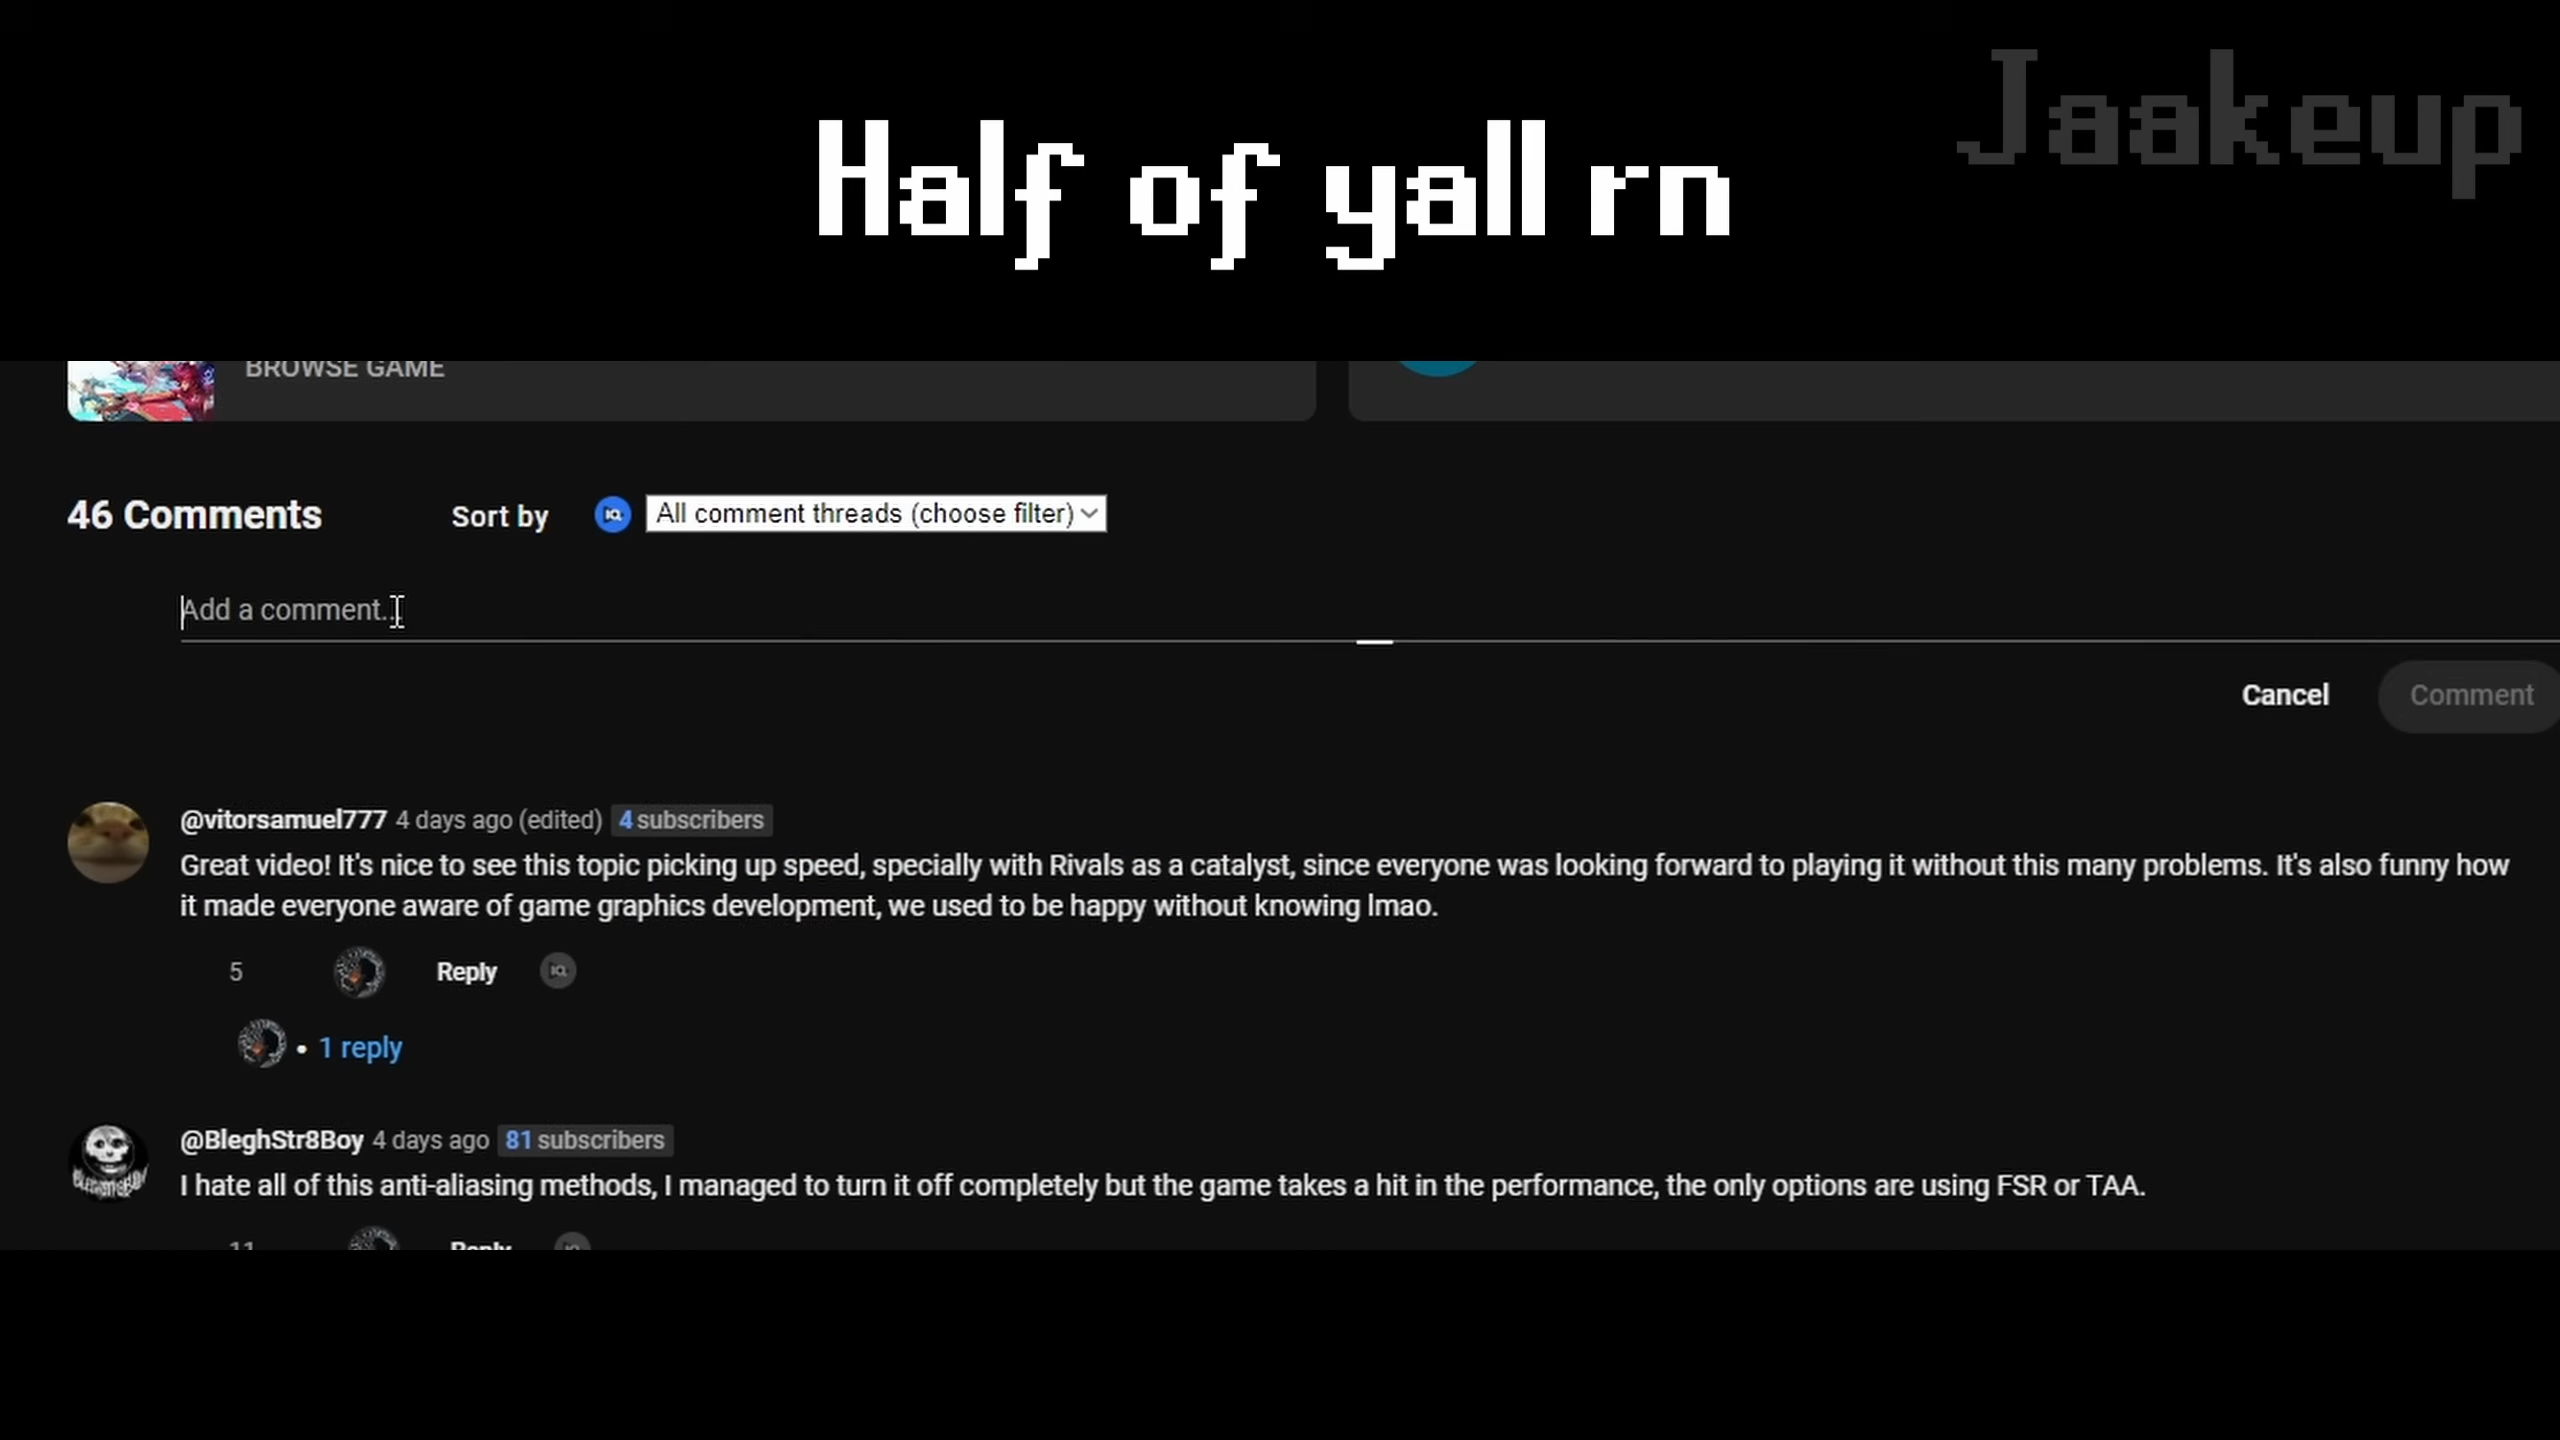 Jaakeup
Half of yall rn
BROWSE GAME
46 Comments
Sort by
All comment threads (choose filter)
Add a comment...
Cancel
Comment
@vitorsamuel777 4 days ago (edited) 4 subscribers
Great video! It's nice to see this topic picking up speed, specially with Rivals as a catalyst, since everyone was looking forward to playing it without this many problems. It's also funny how
it made everyone aware of game graphics development, we used to be happy without knowing lmao.
5
Reply
• 1 reply
@BleghStr8Boy 4 days ago 81 subscribers
I hate all of this anti-aliasing methods, I managed to turn it off completely but the game takes a hit in the performance, the only options are using FSR or TAA.
11
Reply